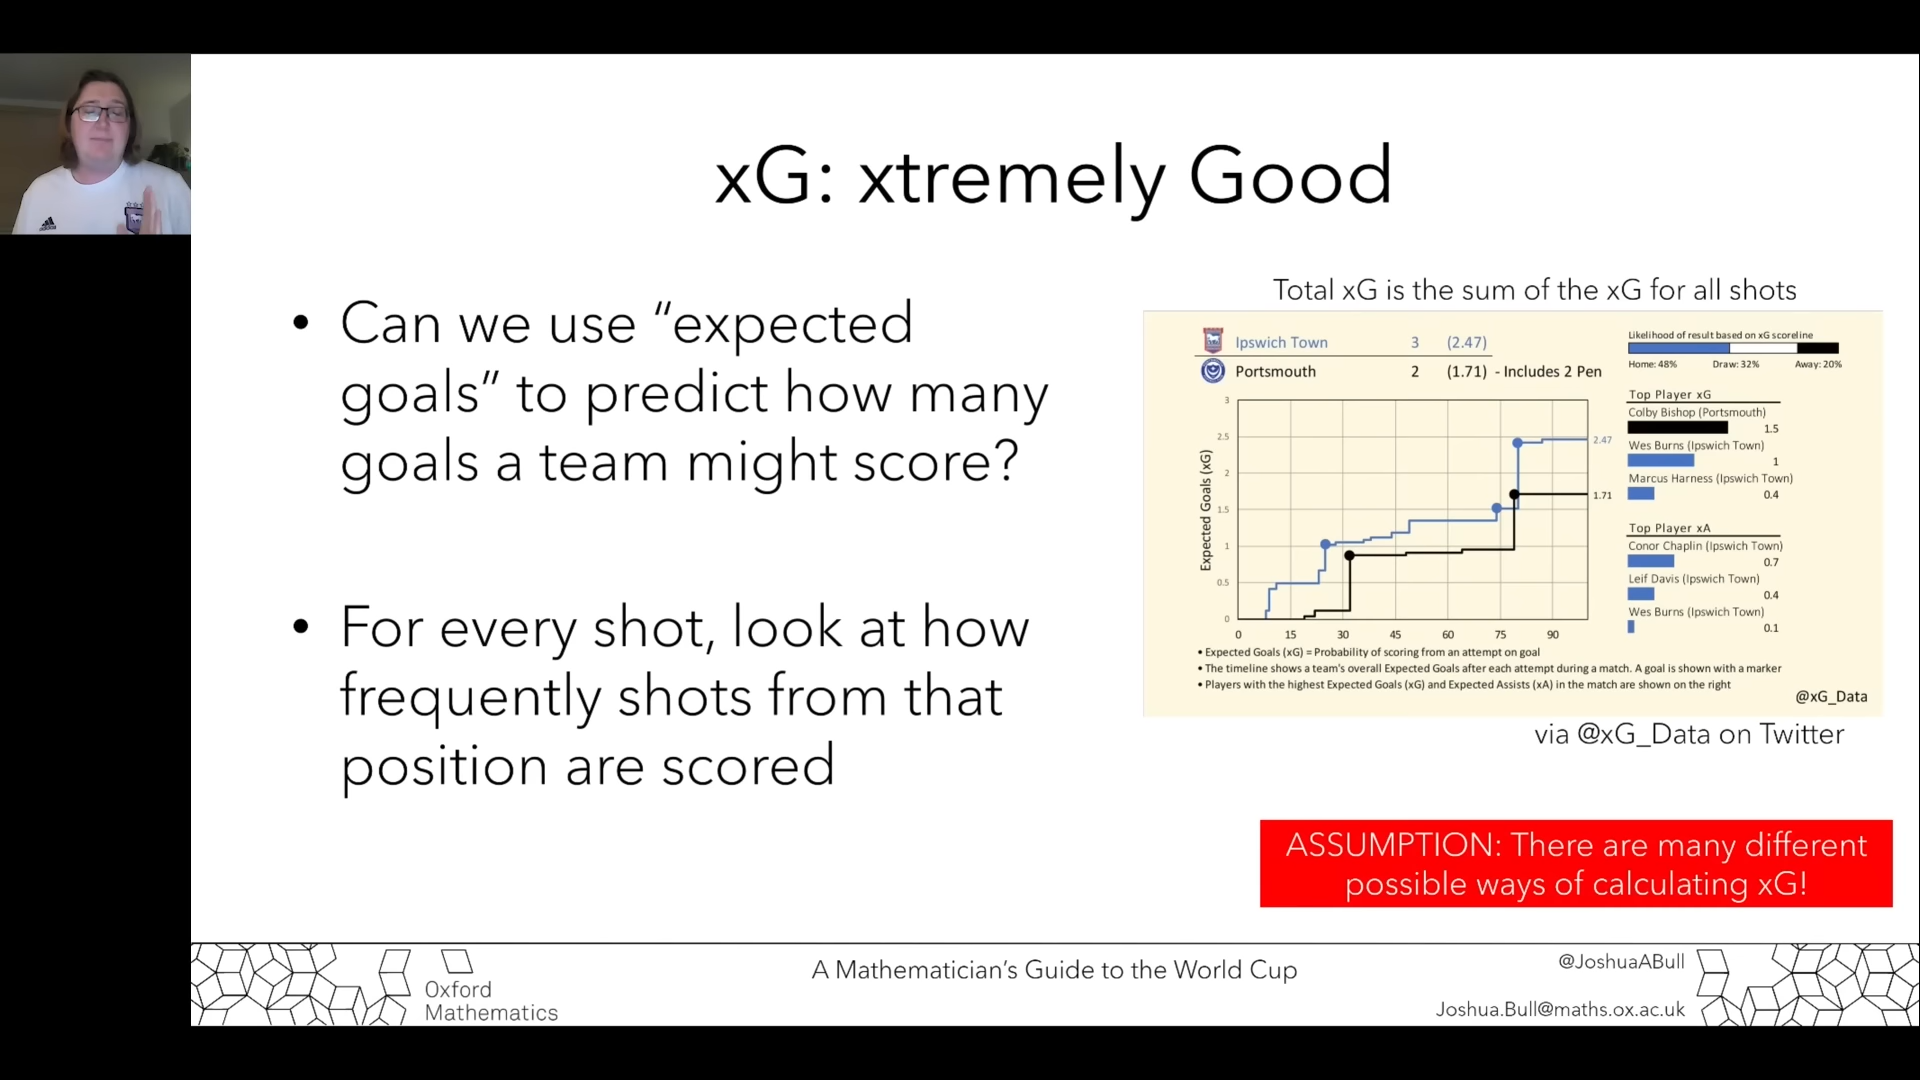 xG: xtremely Good
• Can we use “expected
goals” to predict how many
goals a team might score?
• For every shot, look at how
frequently shots from that
position are scored
Total xG is the sum of the xG for all shots
Ipswich Town 3 (2.47)
Portsmouth 2 (1.71) - Includes 2 Pen
Expected Goals (xG)
3
2.5
2
1.5
1
0.5
0
0 15 30 45 60 75 90
2.47
1.71
Likelihood of result based on xG scoreline
Home: 48% Draw: 32% Away: 20%
Top Player xG
Colby Bishop (Portsmouth)
1.5
Wes Burns (Ipswich Town)
1
Marcus Harness (Ipswich Town)
0.4
Top Player xA
Conor Chaplin (Ipswich Town)
0.7
Leif Davis (Ipswich Town)
0.4
Wes Burns (Ipswich Town)
0.1
• Expected Goals (xG) = Probability of scoring from an attempt on goal
• The timeline shows a team's overall Expected Goals after each attempt during a match. A goal is shown with a marker
• Players with the highest Expected Goals (xG) and Expected Assists (xA) in the match are shown on the right
@xG_Data
via @xG_Data on Twitter
ASSUMPTION: There are many different
possible ways of calculating xG!
Oxford
Mathematics
A Mathematician’s Guide to the World Cup
@JoshuaABull
Joshua.Bull@maths.ox.ac.uk
adidas